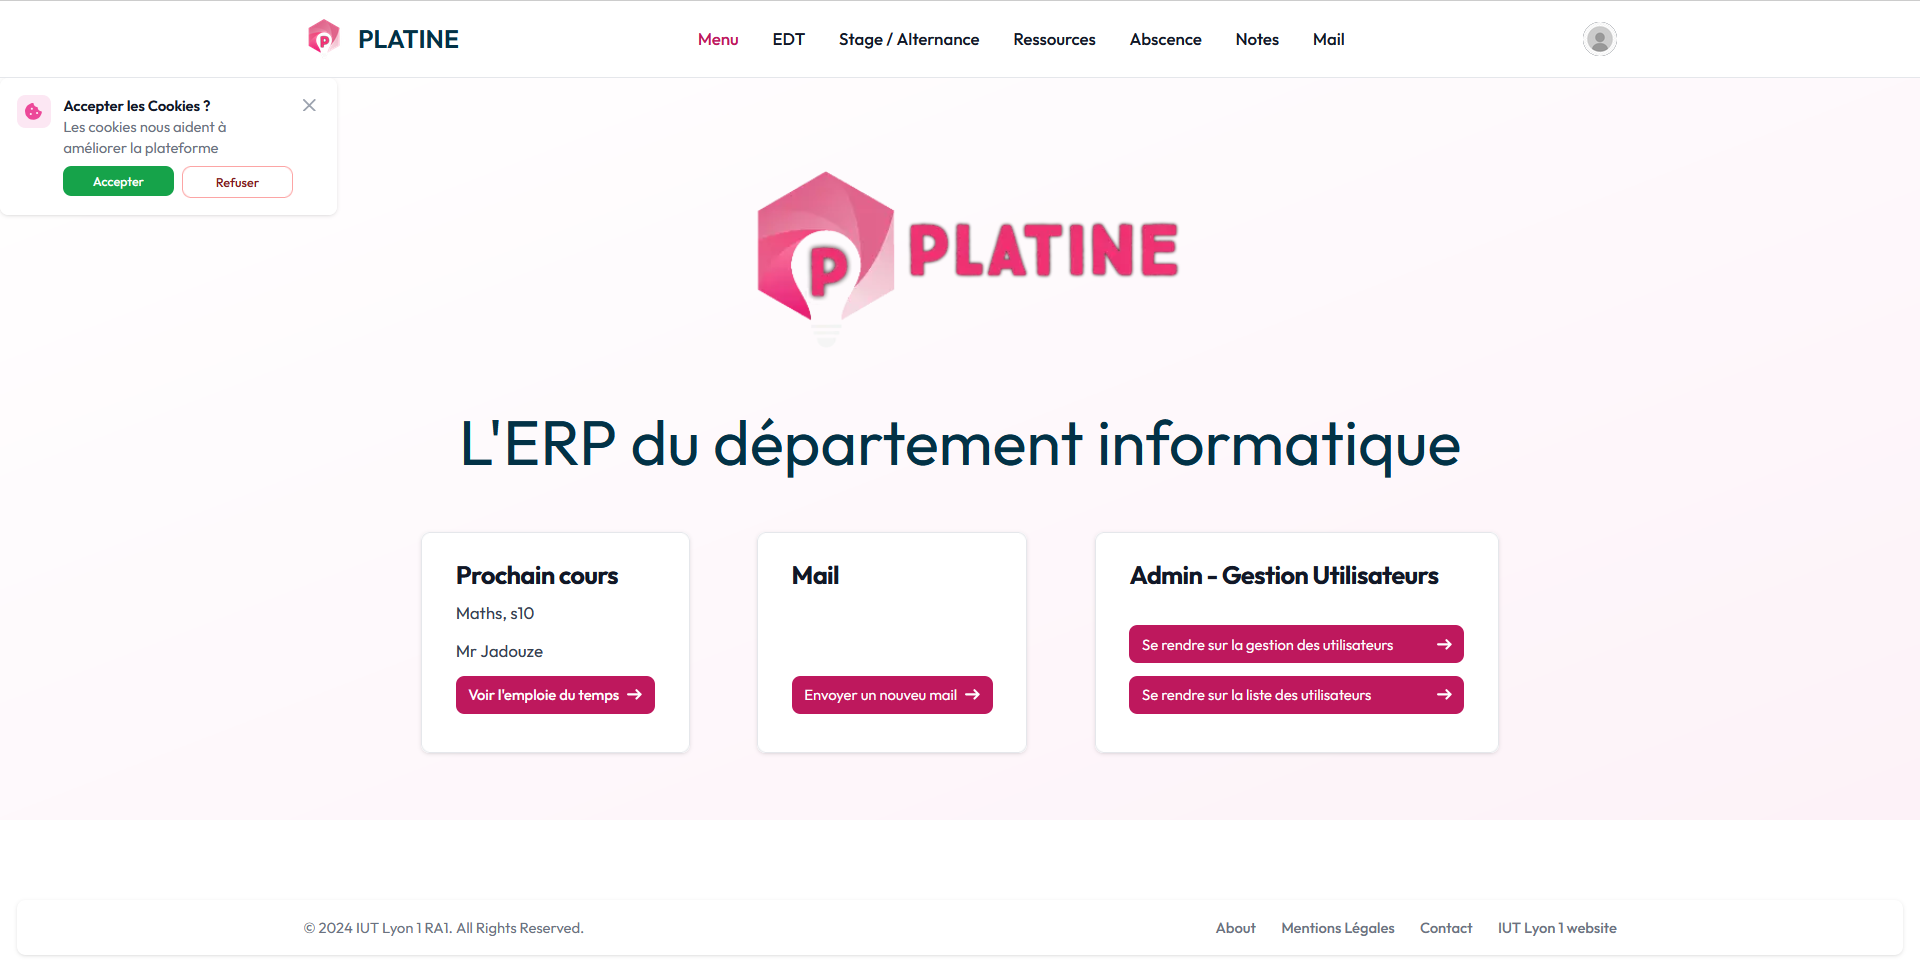 PLATINE
Menu EDT Stage / Alternance Ressources Abscence Notes Mail
Accepter les Cookies ?
Les cookies nous aident à
améliorer la plateforme
Accepter Refuser
P PLATINE
L'ERP du département informatique
Prochain cours
Maths, s10
Mr Jadouze
Voir l'emploie du temps →
Mail
Envoyer un nouveu mail →
Admin - Gestion Utilisateurs
Se rendre sur la gestion des utilisateurs →
Se rendre sur la liste des utilisateurs →
© 2024 IUT Lyon 1 RA1. All Rights Reserved.
About Mentions Légales Contact IUT Lyon 1 website